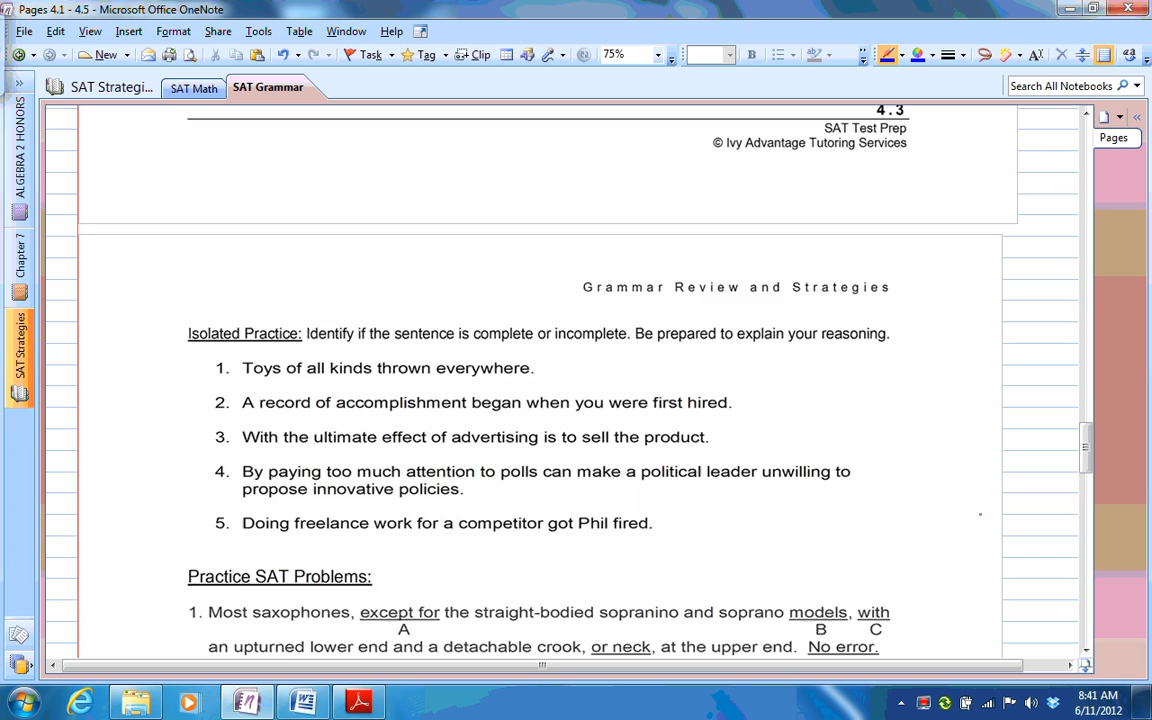 Pages 4.1 - 4.5 - Microsoft Office OneNote
File Edit View Insert Format Share Tools Table Window Help
New Task Tag Clip 75% B
SAT Strategi... SAT Math SAT Grammar Search All Notebooks
Pages
ALGEBRA 2 HONORS
Chapter 7
SAT Strategies
4.3
SAT Test Prep
© Ivy Advantage Tutoring Services
Grammar Review and Strategies
Isolated Practice: Identify if the sentence is complete or incomplete. Be prepared to explain your reasoning.
1. Toys of all kinds thrown everywhere.
2. A record of accomplishment began when you were first hired.
3. With the ultimate effect of advertising is to sell the product.
4. By paying too much attention to polls can make a political leader unwilling to
propose innovative policies.
5. Doing freelance work for a competitor got Phil fired.
Practice SAT Problems:
1. Most saxophones, except for the straight-bodied sopranino and soprano models, with
A B C
an upturned lower end and a detachable crook, or neck, at the upper end. No error.
8:41 AM
6/11/2012